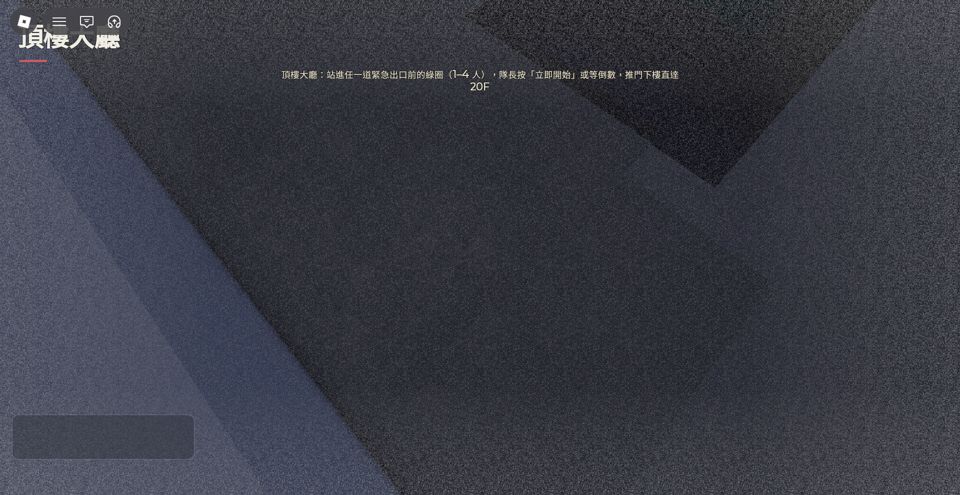 頂樓大廳
頂樓大廳：站進任一道緊急出口前的綠圈（1–4 人），隊長按「立即開始」或等倒數，推門下樓直達
20F